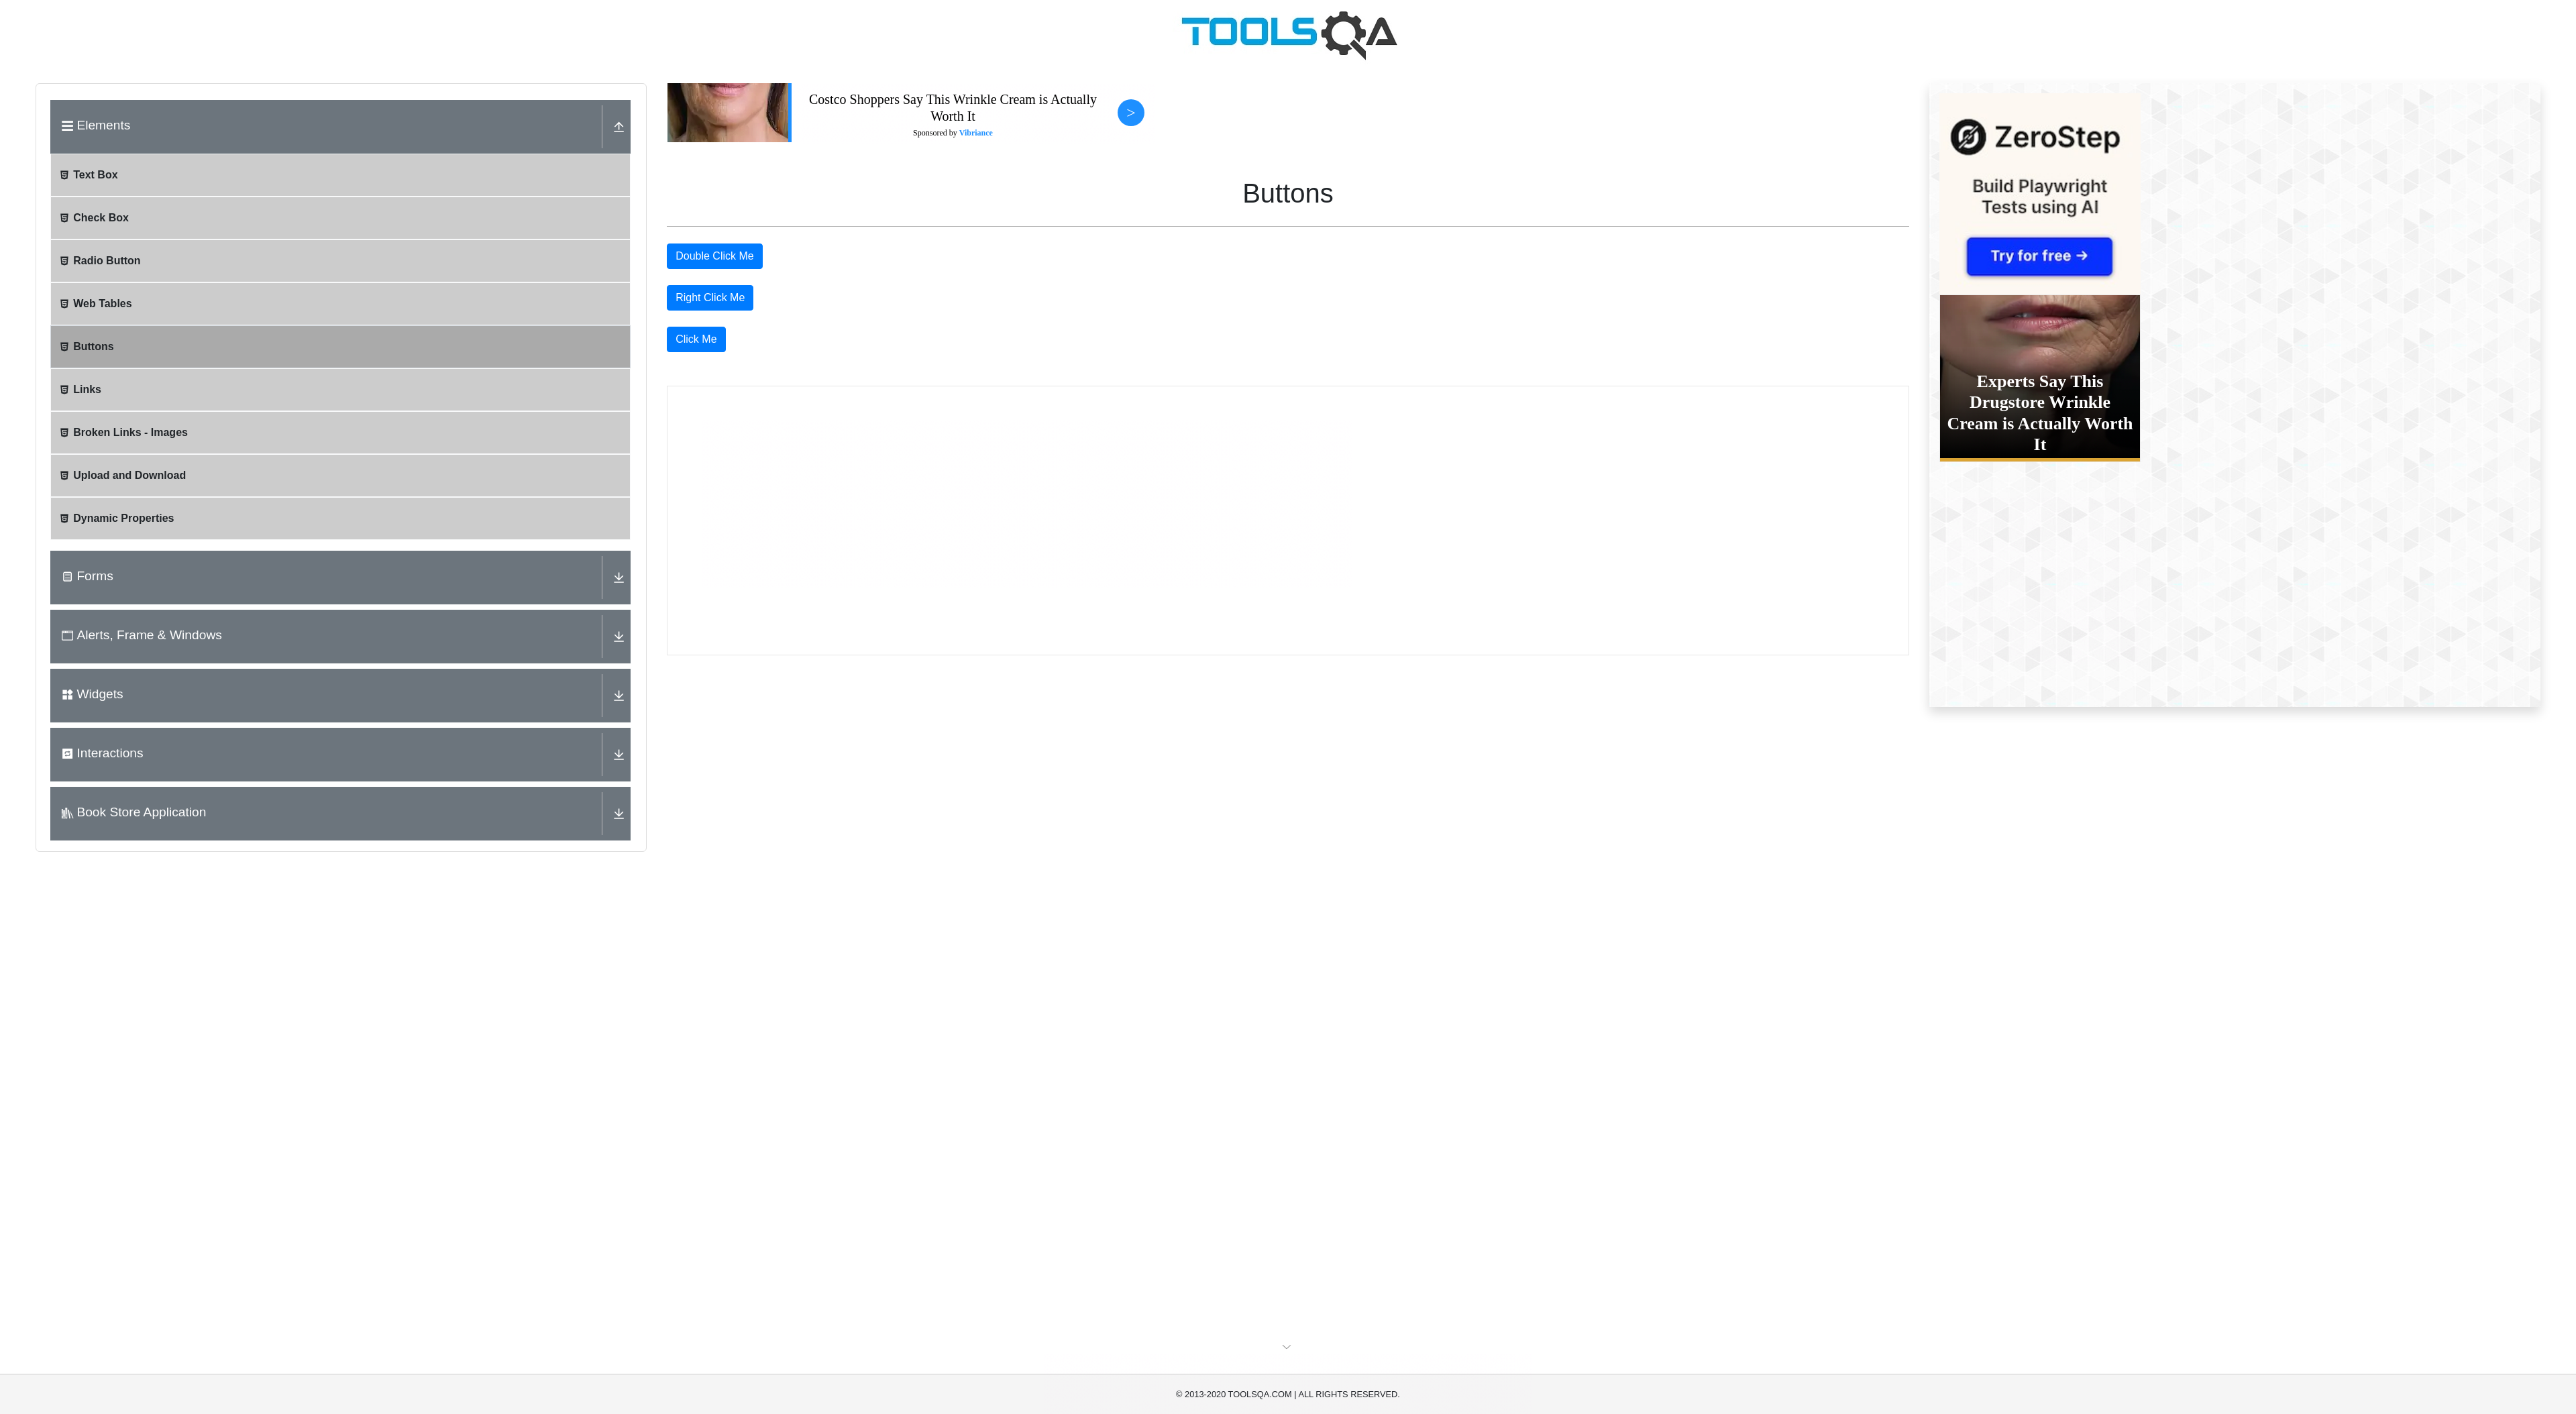 TOOLSQA
Elements
Text Box
Check Box
Radio Button
Web Tables
Buttons
Links
Broken Links - Images
Upload and Download
Dynamic Properties
Forms
Alerts, Frame & Windows
Widgets
Interactions
Book Store Application
Costco Shoppers Say This Wrinkle Cream is Actually
Worth It
Sponsored by Vibriance
>
Buttons
Double Click Me
Right Click Me
Click Me
ZeroStep
Build Playwright
Tests using AI
Try for free →
Experts Say This
Drugstore Wrinkle
Cream is Actually Worth
It
© 2013-2020 TOOLSQA.COM | ALL RIGHTS RESERVED.